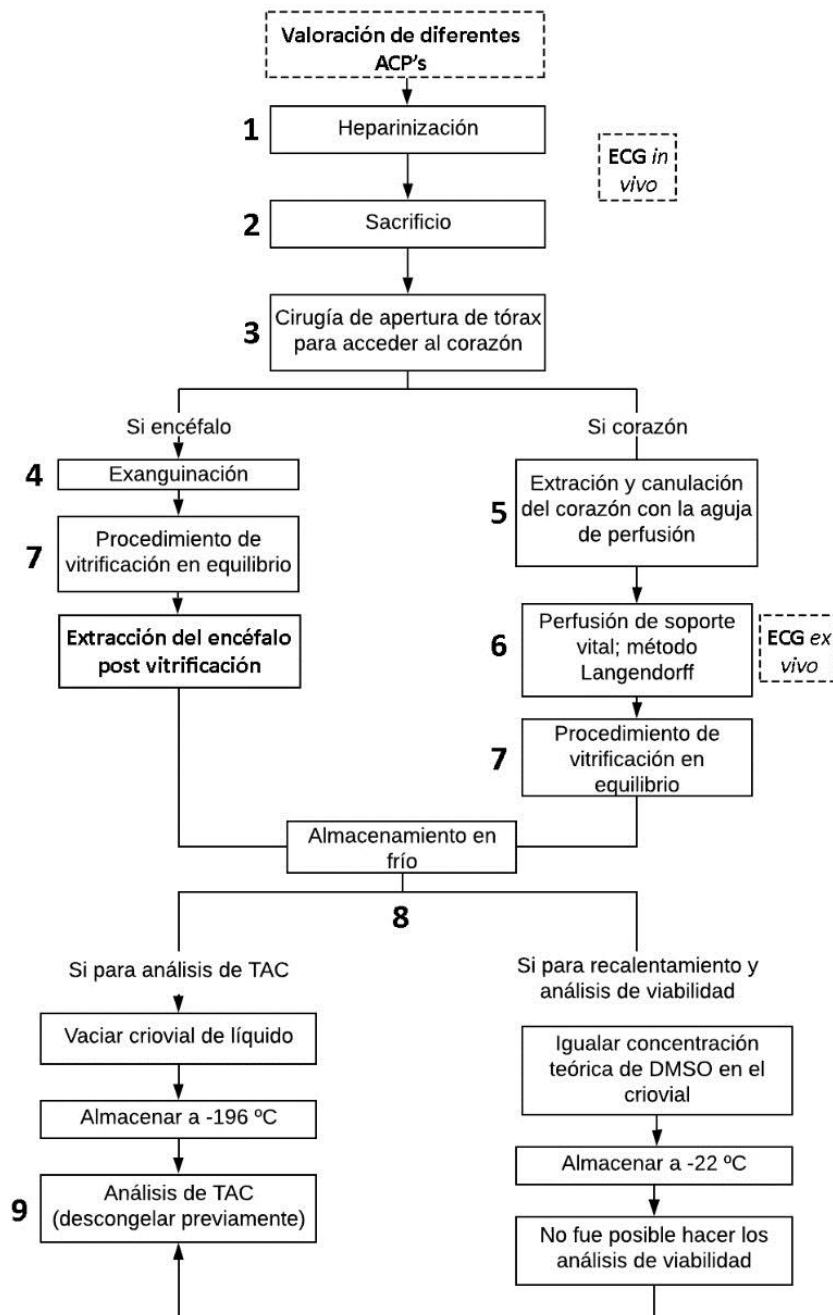 Valoración de diferentes
ACP's
1
Heparinización
ECG in
vivo
2
Sacrificio
3
Cirugía de apertura de tórax
para acceder al corazón
Si encéfalo
Si corazón
4
Exanguinación
5
Extración y canulación
del corazón con la aguja
de perfusión
7
Procedimiento de
vitrificación en equilibrio
Extracción del encéfalo
post vitrificación
6
Perfusión de soporte
vital; método
Langendorff
ECG ex
vivo
7
Procedimiento de
vitrificación en
equilibrio
Almacenamiento en
frío
8
Si para análisis de TAC
Si para recalentamiento y
análisis de viabilidad
Vaciar criovial de líquido
Almacenar a -196 ºC
9
Análisis de TAC
(descongelar previamente)
Igualar concentración
teórica de DMSO en el
criovial
Almacenar a -22 ºC
No fue posible hacer los
análisis de viabilidad